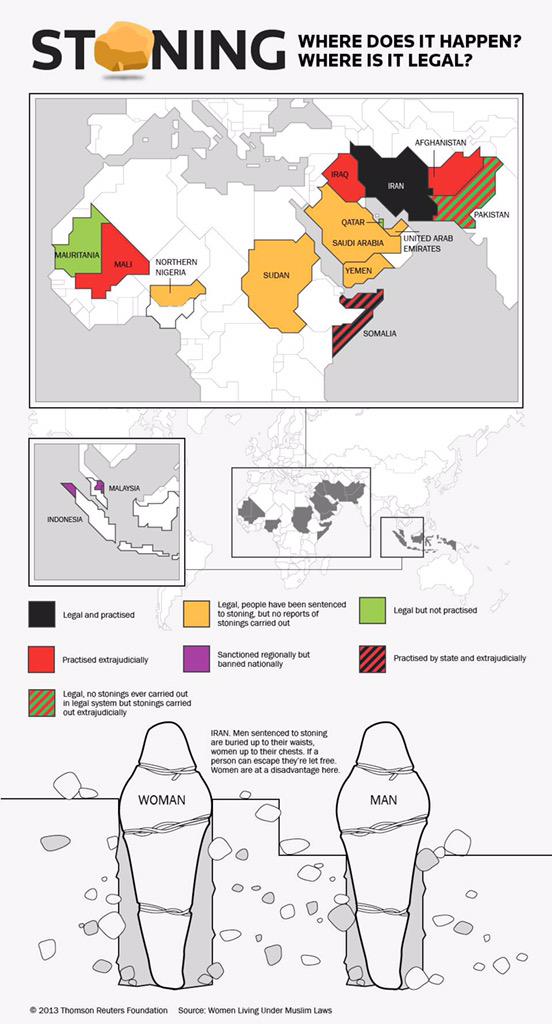 STONING
WHERE DOES IT HAPPEN?
WHERE IS IT LEGAL?
AFGHANISTAN
IRAQ
IRAN
PAKISTAN
QATAR
UNITED ARAB
EMIRATES
SAUDI ARABIA
YEMEN
MAURITANIA
MALI
NORTHERN
NIGERIA
SUDAN
SOMALIA
MALAYSIA
INDONESIA
Legal and practised
Legal, people have been sentenced
to stoning, but no reports of
stonings carried out
Legal but not practised
Practised extrajudicially
Sanctioned regionally but
banned nationally
Practised by state and extrajudicially
Legal, no stonings ever carried out
in legal system but stonings carried
out extrajudicially
IRAN. Men sentenced to stoning
are buried up to their waists,
women up to their chests. If a
person can escape they're let free.
Women are at a disadvantage here.
WOMAN
MAN
© 2013 Thomson Reuters Foundation Source: Women Living Under Muslim Laws